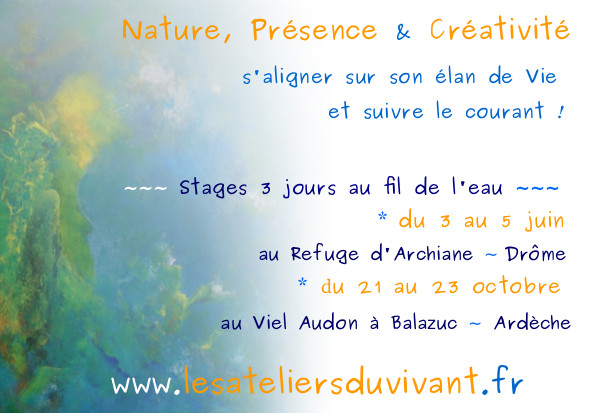 Nature, Présence & Créativité
s'aligner sur son élan de Vie
et suivre le courant !
~~~ Stages 3 jours au fil de l'eau ~~~
* du 3 au 5 juin
au Refuge d'Archiane ~ Drôme
* du 21 au 23 octobre
au Viel Audon à Balazuc ~ Ardèche
www.lesateliersduvivant.fr